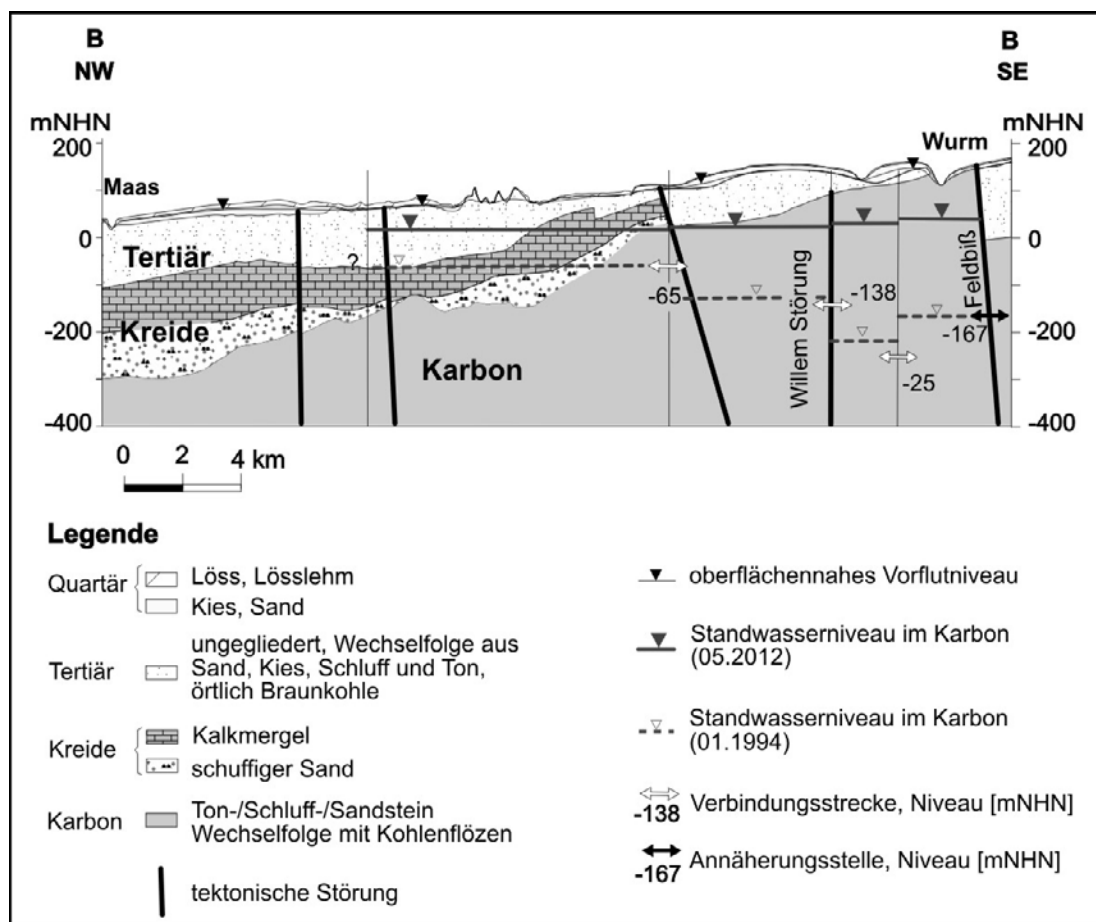 B
NW
B
SE
mNHN
mNHN
200
200
Wurm
Maas
0
0
Tertiär
?
-65
-138
Feldbiß
-200
Kreide
-167
-200
Willem Störung
Karbon
-25
-400
-400
0 2 4 km
Legende
Quartär
Löss, Lösslehm
Kies, Sand
Tertiär
ungegliedert, Wechselfolge aus
Sand, Kies, Schluff und Ton,
örtlich Braunkohle
Kreide
Kalkmergel
schuffiger Sand
Karbon
Ton-/Schluff-/Sandstein
Wechselfolge mit Kohlenflözen
tektonische Störung
oberflächennahes Vorflutniveau
Standwasserniveau im Karbon
(05.2012)
Standwasserniveau im Karbon
(01.1994)
-138
Verbindungsstrecke, Niveau [mNHN]
-167
Annäherungsstelle, Niveau [mNHN]